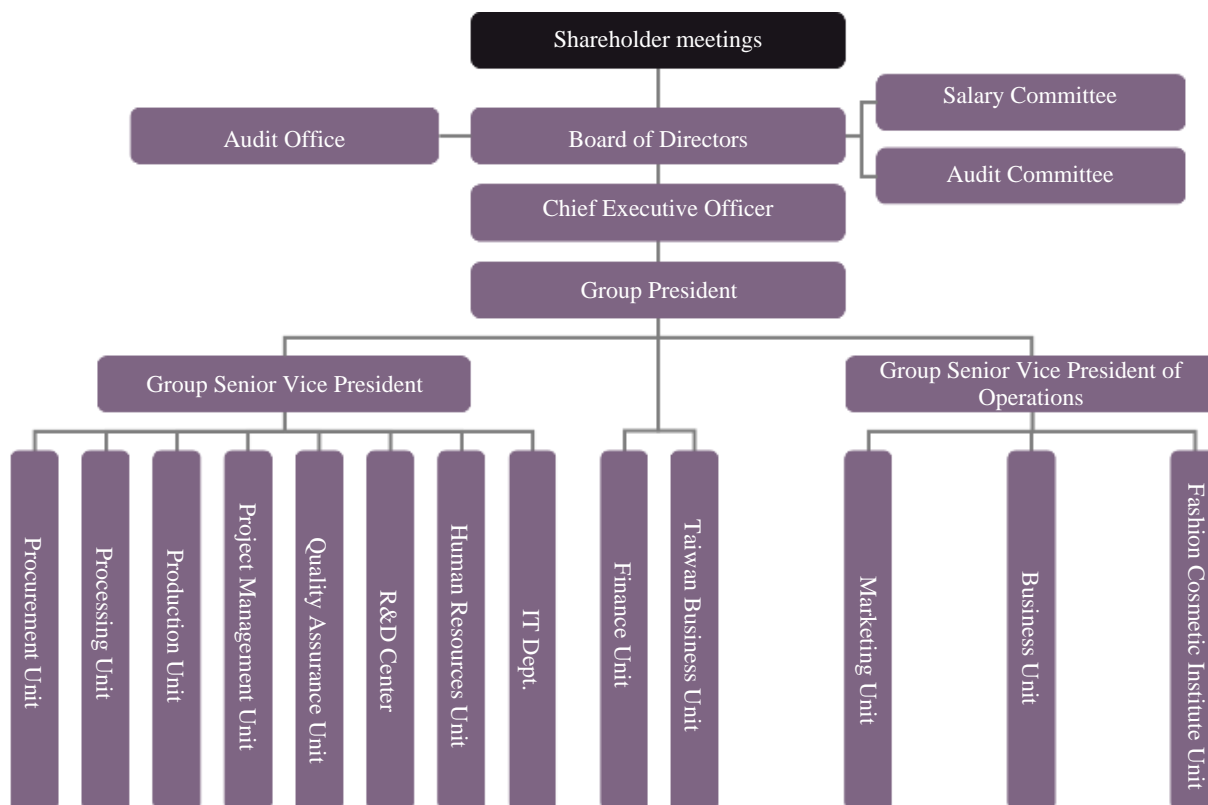 Shareholder meetings
Salary Committee
Audit Office
Board of Directors
Audit Committee
Chief Executive Officer
Group President
Group Senior Vice President
Group Senior Vice President of
Operations
Procurement Unit
Processing Unit
Production Unit
Project Management Unit
Quality Assurance Unit
R&D Center
Human Resources Unit
IT Dept.
Finance Unit
Taiwan Business Unit
Marketing Unit
Business Unit
Fashion Cosmetic Institute Unit